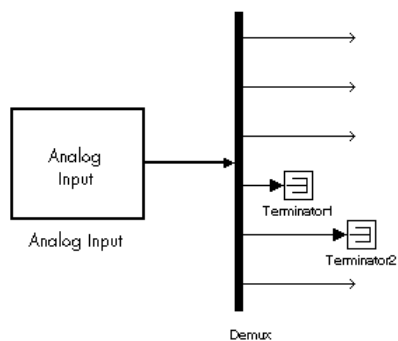 Analog
Input
Analog Input
Terminator1
Terminator2
Demux